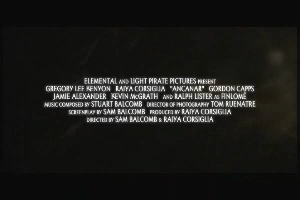 ELEMENTAL AND LIGHT PIRATE PICTURES PRESENT
GREGORY LEE KENYON RAIYA CORSIGLIA "ANCANAR" GORDON CAPPS
JAMIE ALEXANDER KEVIN McGRATH AND RALPH LISTER AS FINLOMÉ
MUSIC COMPOSED BY STUART BALCOMB DIRECTOR OF PHOTOGRAPHY TOM RUENATRE
SCREENPLAY BY SAM BALCOMB PRODUCED BY RAIYA CORSIGLIA
DIRECTED BY SAM BALCOMB & RAIYA CORSIGLIA